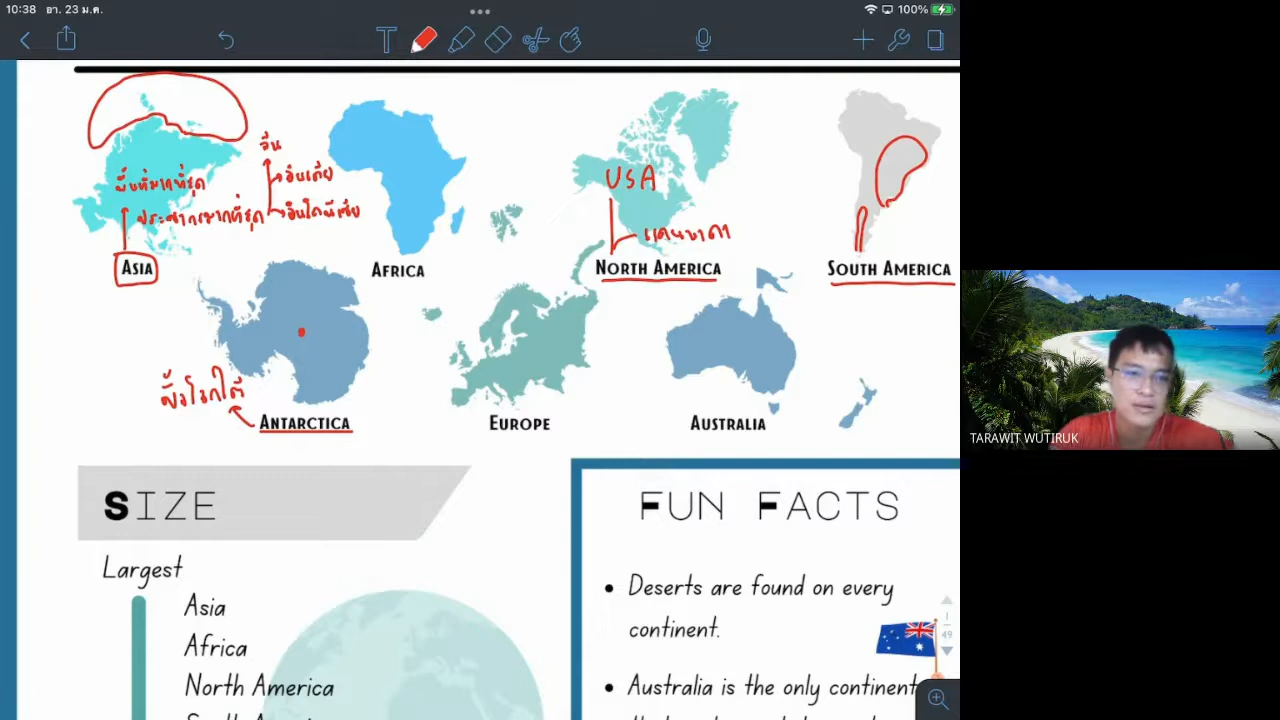 10:38 อา. 23 ม.ค.
100%
จีน
อินเดีย
พื้นที่มากที่สุด
ประชากรมากที่สุด
อินโดนีเซีย
USA
แคนาดา
ASIA
AFRICA
NORTH AMERICA
SOUTH AMERICA
ขั้วโลกใต้
ANTARCTICA
EUROPE
AUSTRALIA
TARAWIT WUTIRUK
SIZE
FUN FACTS
Largest
Asia
Africa
North America
• Deserts are found on every
continent.
• Australia is the only continent
1
49